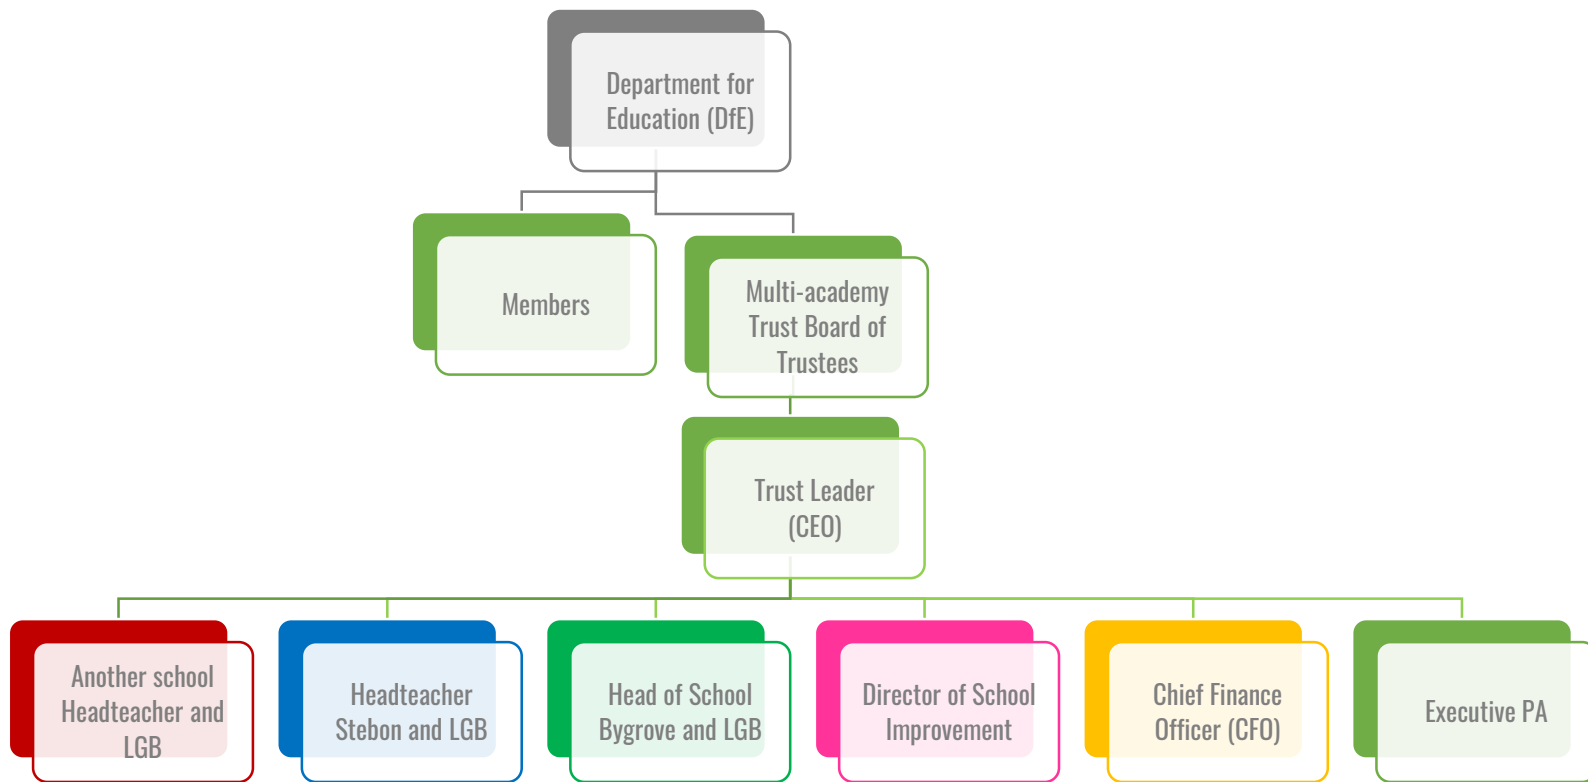 Department for
Education (DfE)
Members
Multi-academy
Trust Board of
Trustees
Trust Leader
(CEO)
Another school
Headteacher and
LGB
Headteacher
Stebon and LGB
Head of School
Bygrove and LGB
Director of School
Improvement
Chief Finance
Officer (CFO)
Executive PA